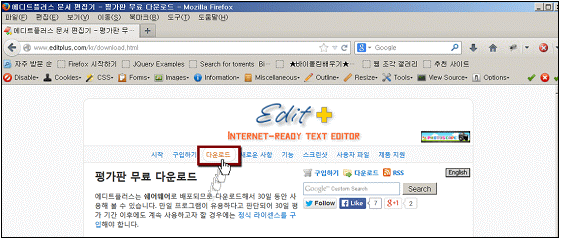 에디트플러스 문서 편집기 - 평가판 무료 다운로드 - Mozilla Firefox
파일(F) 편집(E) 보기(V) 이동(S) 북마크(B) 도구(T) 도움말(H)
에디트플러스 문서 편집기 - 평가판 무...
www.editplus.com/kr/download.html Google
자주 방문 순 Firefox 시작하기 JQuery Examples Search for torrents Bi... ★바이올린배우기★... 웹 조각 갤러리 추천 사이트
Disable Cookies CSS Forms Images Information Miscellaneous Outline Resize Tools View Source Options
Edit+
INTERNET-READY TEXT EDITOR
시작 구입하기 다운로드 새로운 사항 기능 스크린샷 사용자 파일 제품 지원
구입하기 다운로드 RSS English
평가판 무료 다운로드
Google Custom Search Search
에디트플러스는 쉐어웨어로 배포되므로 다운로드해서 30일 동안 사
용해 볼 수 있습니다. 만일 프로그램이 유용하다고 판단되어 30일 평
가 기간 이후에도 계속 사용하고자 할 경우에는 정식 라이센스를 구
입해야 합니다.
Follow Like 7 +1 2